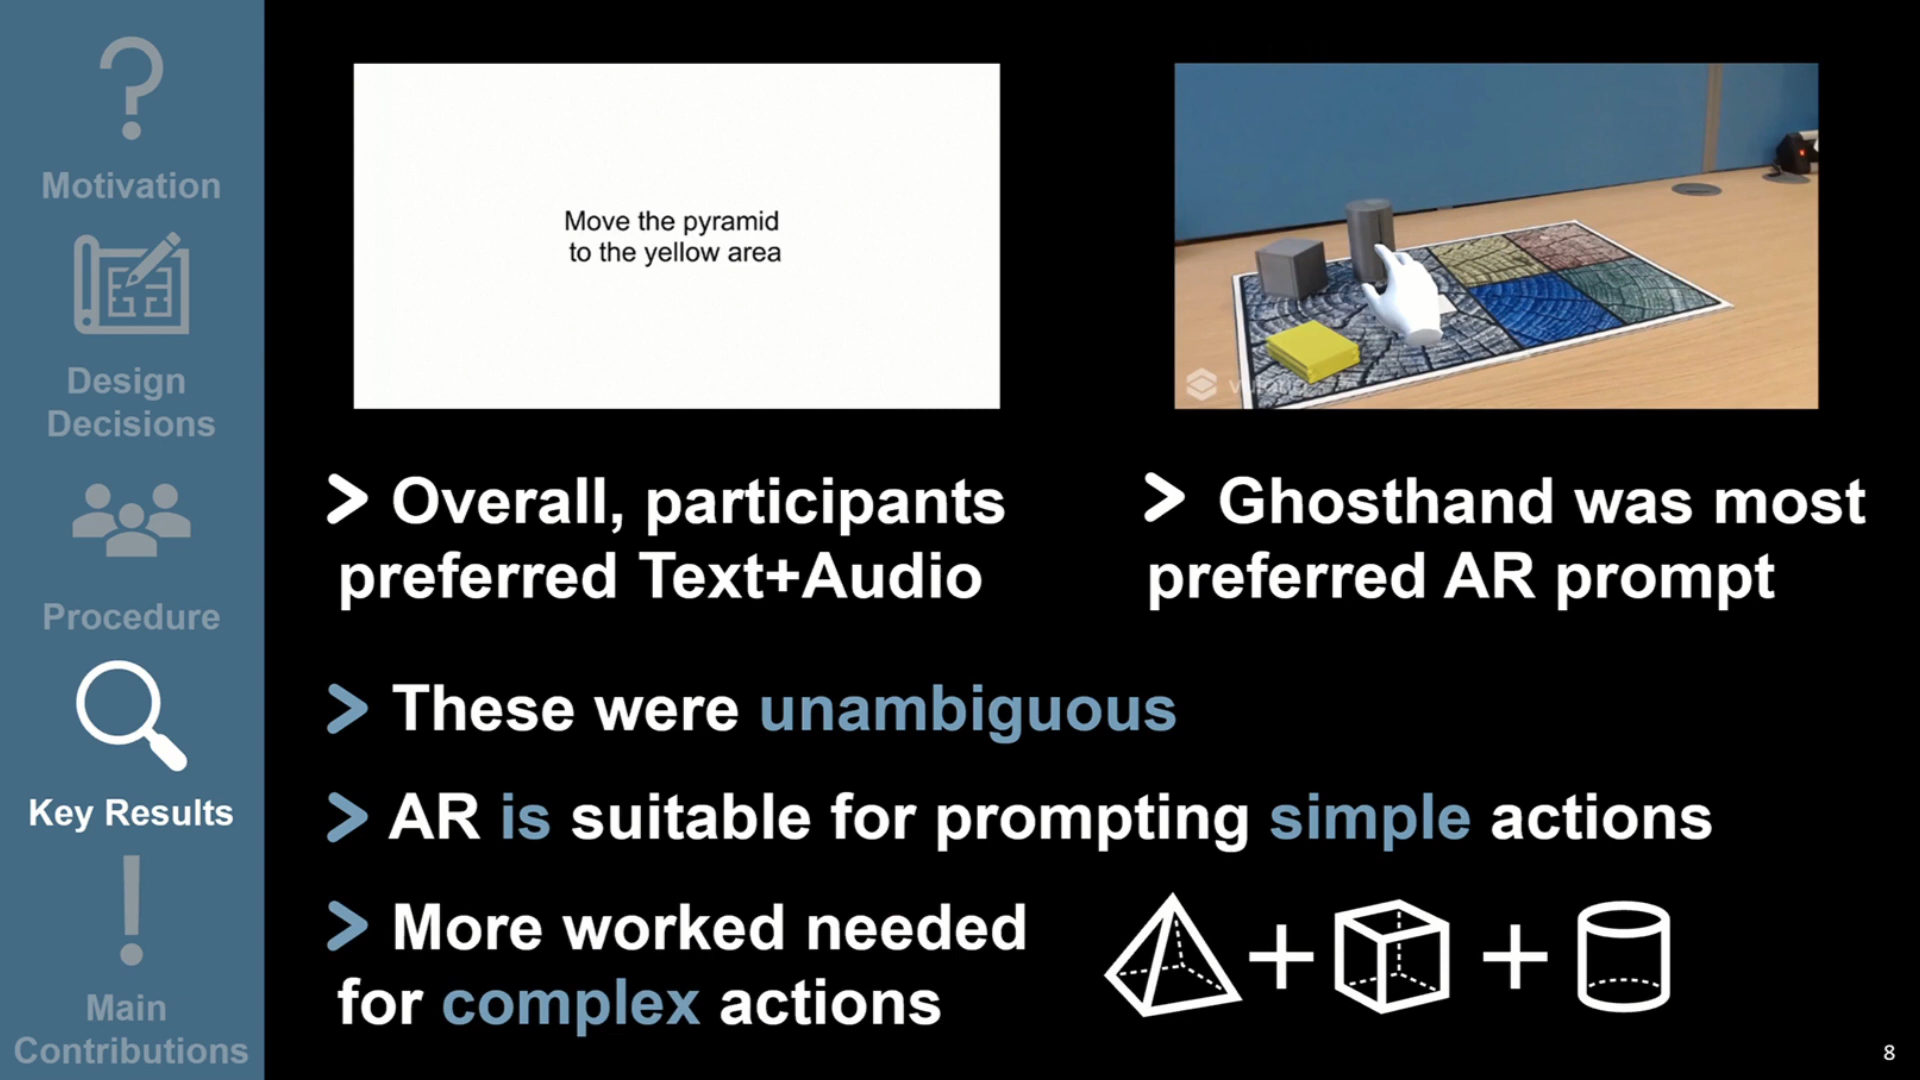 Motivation
Design
Decisions
Procedure
Key Results
Main
Contributions
Move the pyramid
to the yellow area
> Overall, participants
preferred Text+Audio
> Ghosthand was most
preferred AR prompt
> These were unambiguous
> AR is suitable for prompting simple actions
> More worked needed
for complex actions
8